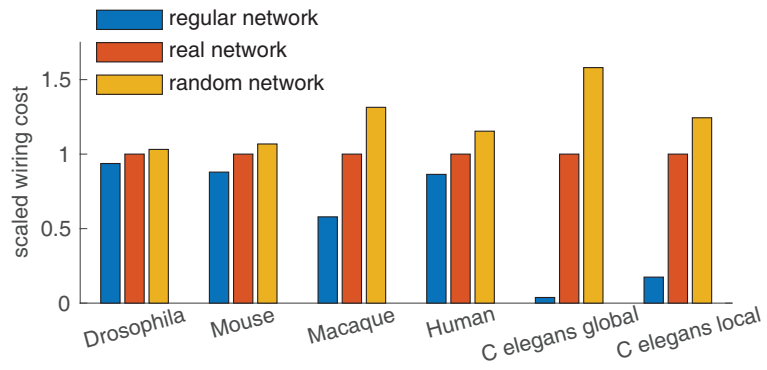 regular network
real network
random network
scaled wiring cost
1.5
1
0.5
0
Drosophila
Mouse
Macaque
Human
C elegans global
C elegans local